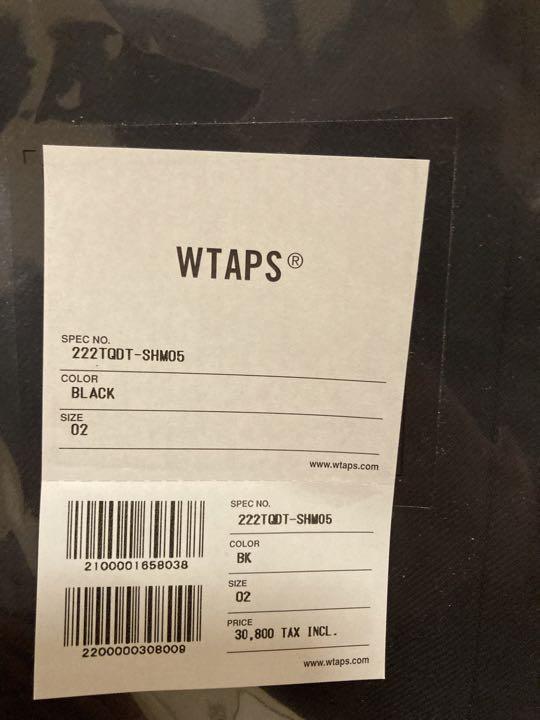 WTAPS®
SPEC NO.
222TQDT-SHM05
COLOR
BLACK
SIZE
02
www.wtaps.com
2100001658038
2200000308009
SPEC NO.
222TQDT-SHM05
COLOR
BK
SIZE
02
PRICE
30,800 TAX INCL.
www.wtaps.com